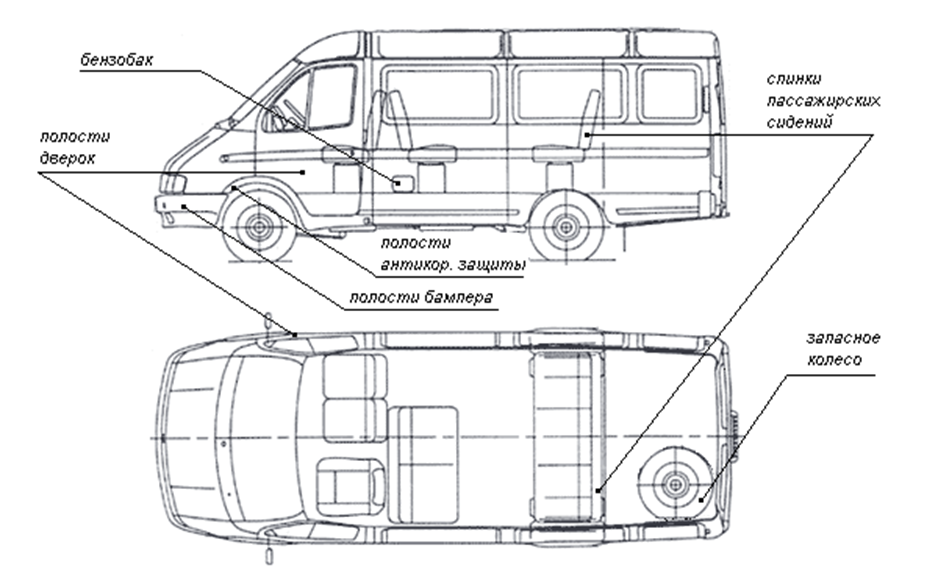 бензобак
спинки
пассажирских
сидений
полости
дверок
полости
антикор. защиты
полости бампера
запасное
колесо